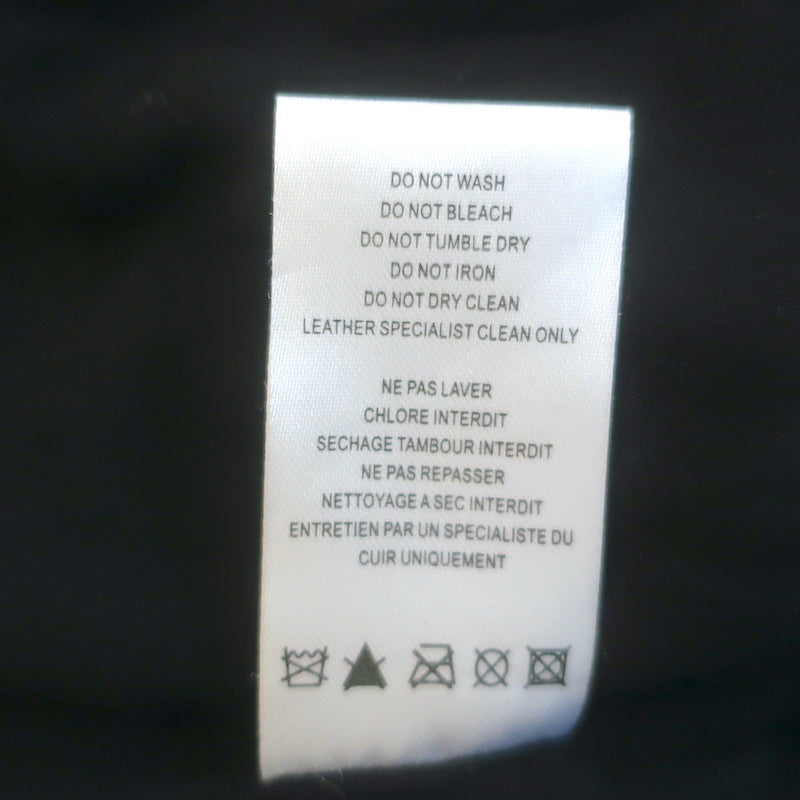 DO NOT WASH
DO NOT BLEACH
DO NOT TUMBLE DRY
DO NOT IRON
DO NOT DRY CLEAN
LEATHER SPECIALIST CLEAN ONLY
NE PAS LAVER
CHLORE INTERDIT
SECHAGE TAMBOUR INTERDIT
NE PAS REPASSER
NETTOYAGE A SEC INTERDIT
ENTRETIEN PAR UN SPECIALISTE DU
CUIR UNIQUEMENT